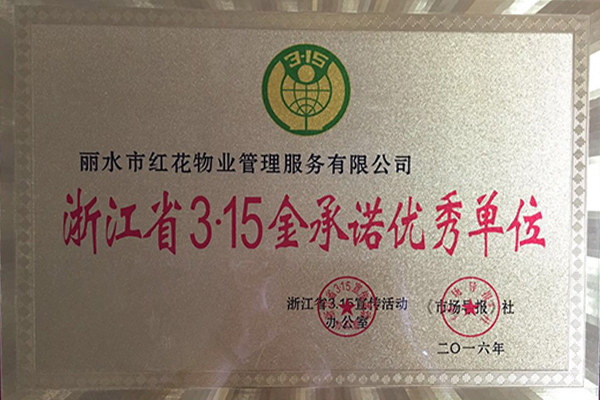 3·15
丽水市红花物业管理服务有限公司
浙江省3·15金承诺优秀单位
浙江省3.15宣传活动 《市场导报》社
办公室
二〇一六年